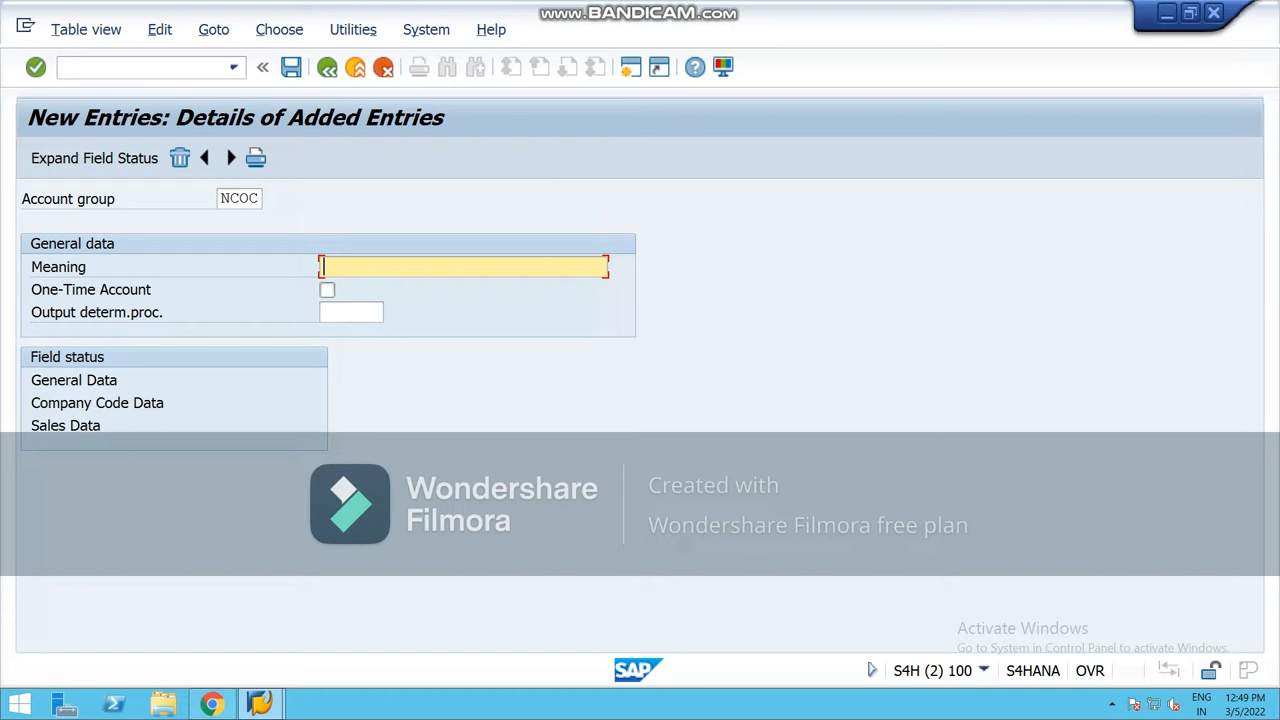 www.BANDICAM.com
Table view Edit Goto Choose Utilities System Help
New Entries: Details of Added Entries
Expand Field Status
Account group NCOC
General data
Meaning
One-Time Account
Output determ.proc.
Field status
General Data
Company Code Data
Sales Data
Wondershare
Filmora
Created with
Wondershare Filmora free plan
Activate Windows
Go to System in Control Panel to activate Windows.
SAP S4H (2) 100 S4HANA OVR
ENG 12:49 PM
IN 3/5/2022